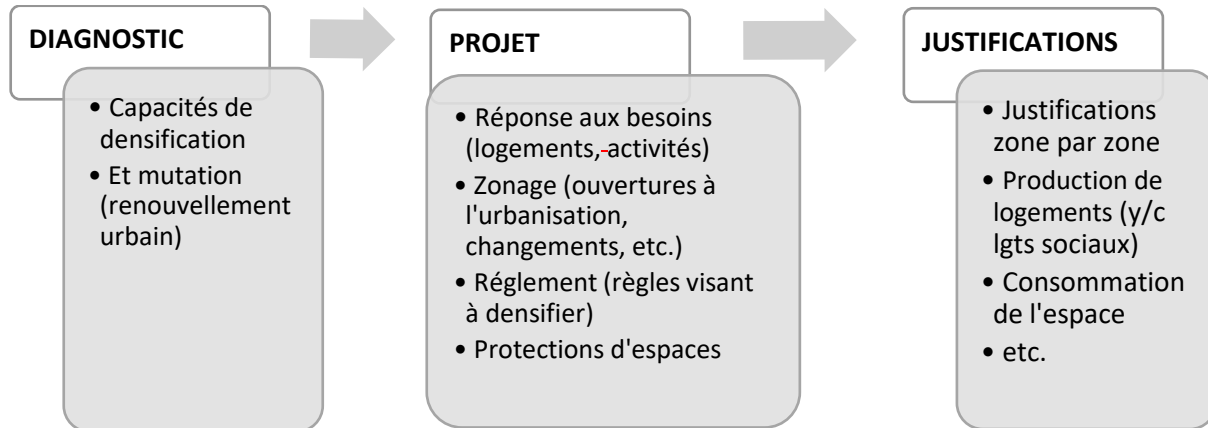 DIAGNOSTIC
• Capacités de
densification
• Et mutation
(renouvellement
urbain)
PROJET
• Réponse aux besoins
(logements,-activités)
• Zonage (ouvertures à
l'urbanisation,
changements, etc.)
• Réglement (règles visant
à densifier)
• Protections d'espaces
JUSTIFICATIONS
• Justifications
zone par zone
• Production de
logements (y/c
lgts sociaux)
• Consommation
de l'espace
• etc.